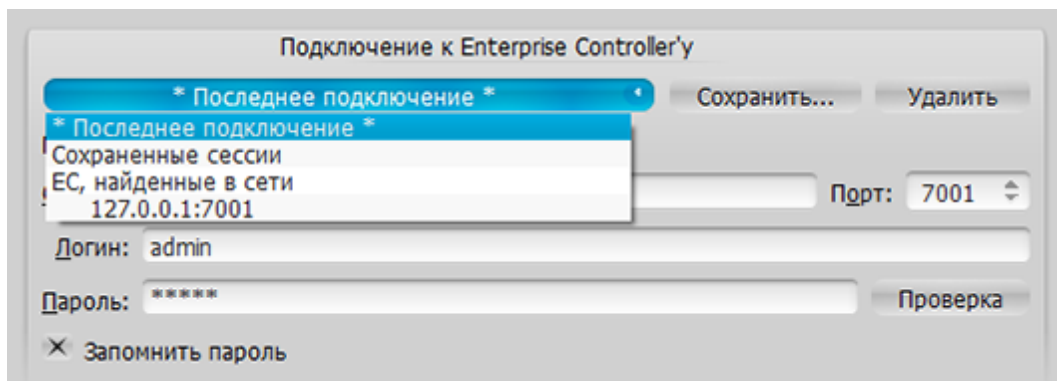 Подключение к Enterprise Controller'у
* Последнее подключение * Сохранить... Удалить
* Последнее подключение *
Сохраненные сессии
EC, найденные в сети
127.0.0.1:7001
Порт: 7001
Логин: admin
Пароль: ***** Проверка
Запомнить пароль